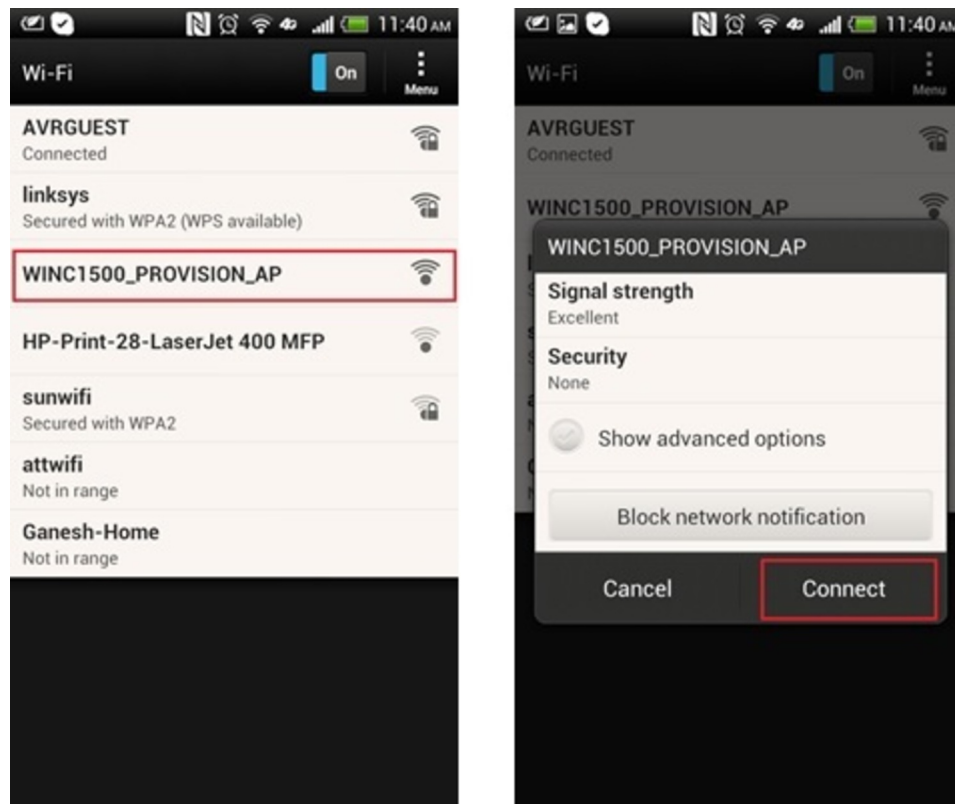 11:40 AM
Wi-Fi
On
Menu
AVRGUEST
Connected
linksys
Secured with WPA2 (WPS available)
WINC1500_PROVISION_AP
HP-Print-28-LaserJet 400 MFP
sunwifi
Secured with WPA2
attwifi
Not in range
Ganesh-Home
Not in range
11:40 AM
Wi-Fi
On
Menu
AVRGUEST
Connected
WINC1500_PROVISION_AP
WINC1500_PROVISION_AP
Signal strength
Excellent
Security
None
Show advanced options
Block network notification
Cancel
Connect